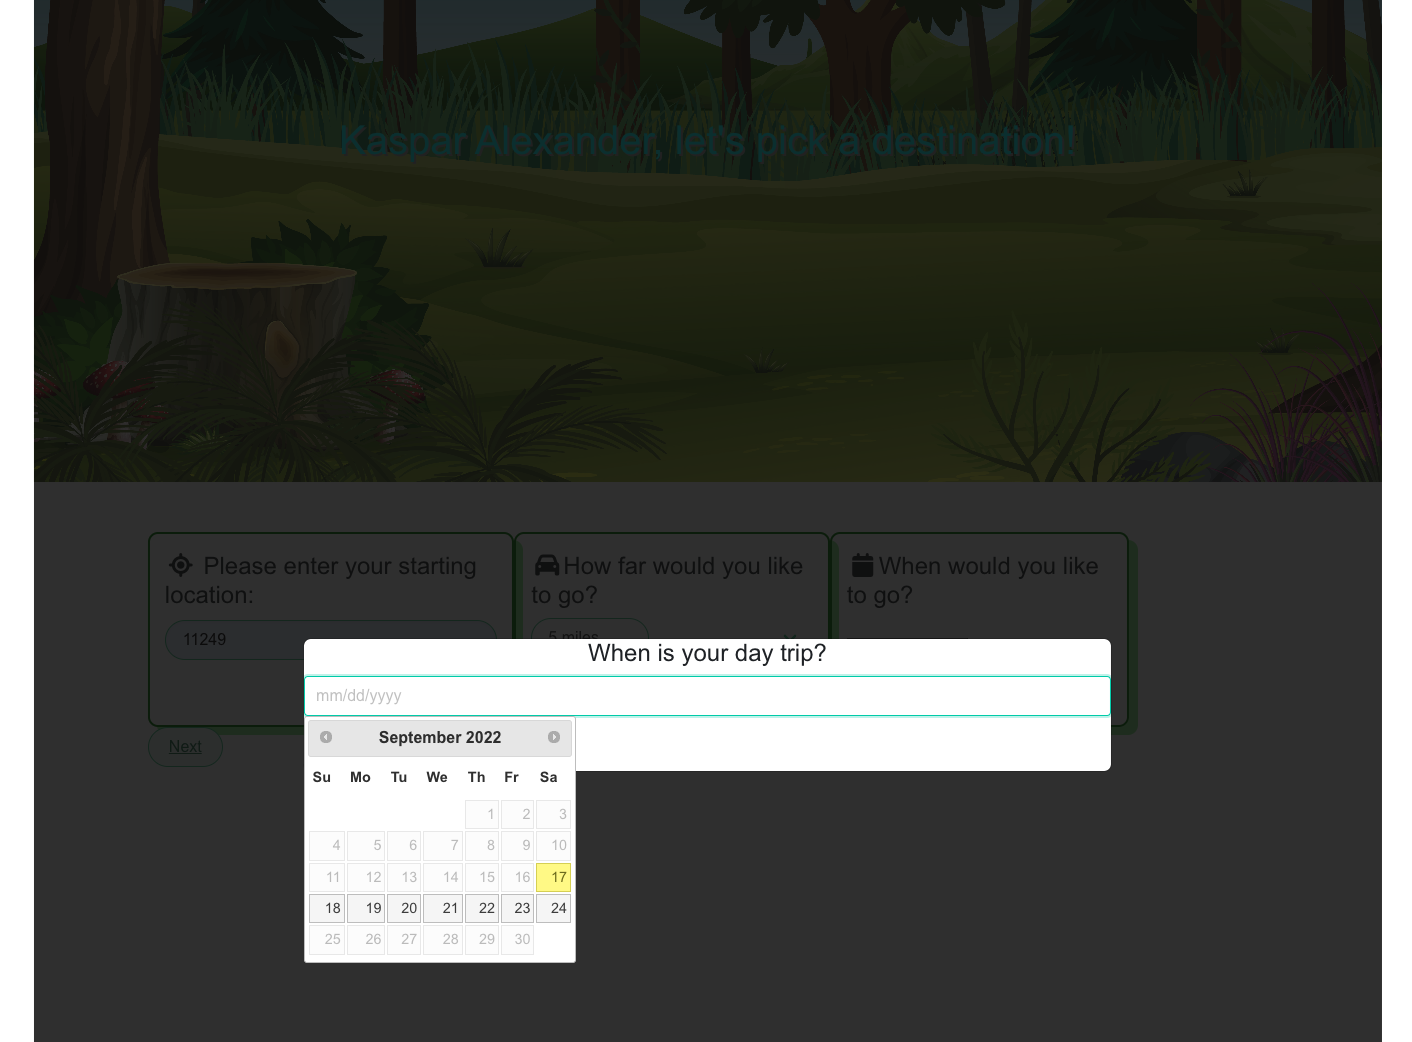 Kaspar Alexander, let's pick a destination!
Please enter your starting
location:
11249
How far would you like
to go?
5 miles
When would you like
to go?
Next
When is your day trip?
mm/dd/yyyy
September 2022
Su Mo Tu We Th Fr Sa
1 2 3
4 5 6 7 8 9 10
11 12 13 14 15 16 17
18 19 20 21 22 23 24
25 26 27 28 29 30